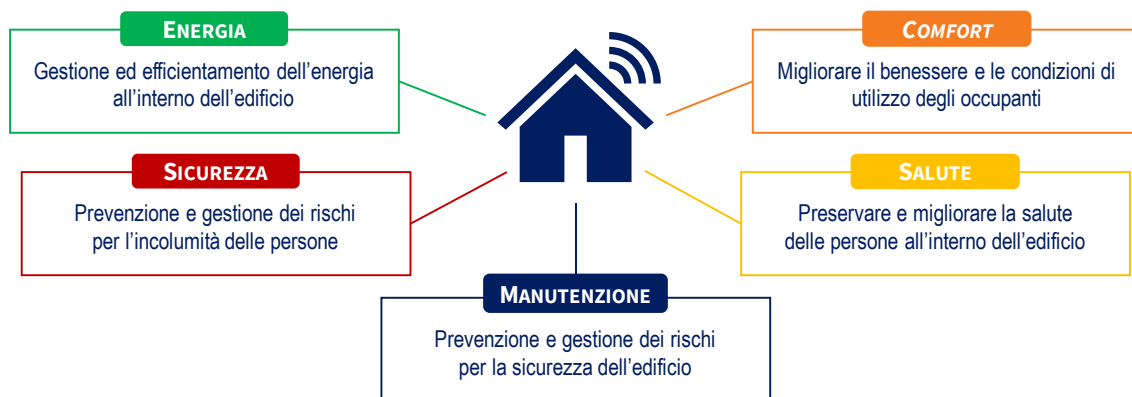 ENERGIA
Gestione ed efficientamento dell’energia
all’interno dell’edificio
COMFORT
Migliorare il benessere e le condizioni di
utilizzo degli occupanti
SICUREZZA
Prevenzione e gestione dei rischi
per l’incolumità delle persone
SALUTE
Preservare e migliorare la salute
delle persone all’interno dell’edificio
MANUTENZIONE
Prevenzione e gestione dei rischi
per la sicurezza dell’edificio